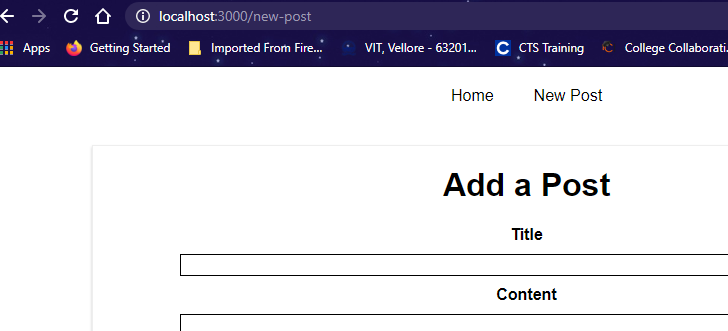 localhost:3000/new-post
Apps Getting Started Imported From Fire... VIT, Vellore - 63201... C CTS Training C College Collaborati
Home New Post
Add a Post
Title
Content